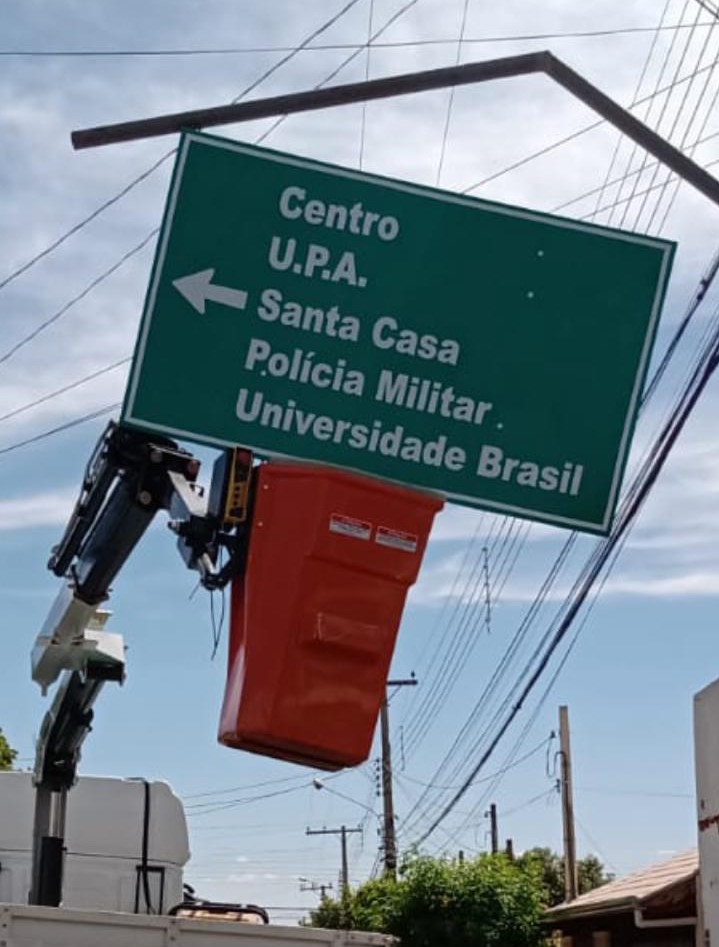 Centro
U.P.A.
Santa Casa
Polícia Militar
Universidade Brasil